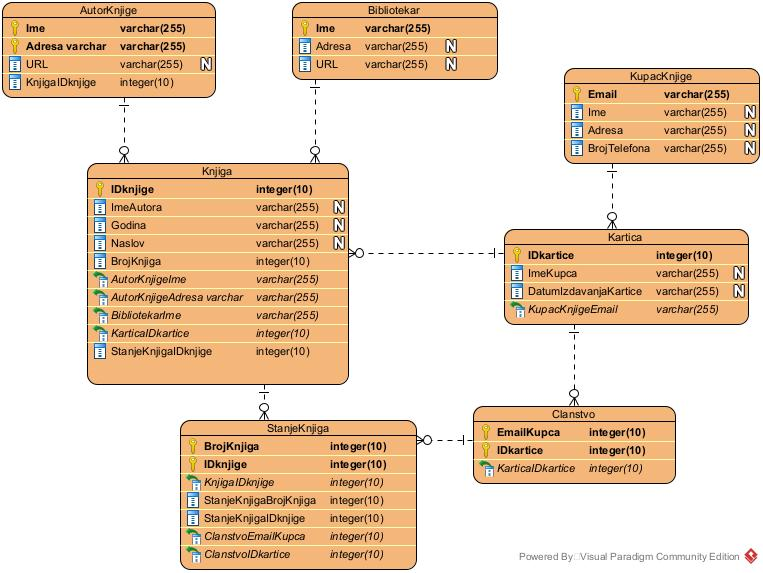 AutorKnjige
Ime varchar(255)
Adresa varchar varchar(255)
URL varchar(255) N
KnjigaIDknjige integer(10)
Bibliotekar
Ime varchar(255)
Adresa varchar(255) N
URL varchar(255) N
KupacKnjige
Email varchar(255)
Ime varchar(255) N
Adresa varchar(255) N
BrojTelefona varchar(255) N
Knjiga
IDknjige integer(10)
ImeAutora varchar(255) N
Godina varchar(255) N
Naslov varchar(255) N
BrojKnjiga integer(10)
AutorKnjigeIme varchar(255)
AutorKnjigeAdresa varchar varchar(255)
BibliotekarIme varchar(255)
KarticaIDkartice integer(10)
StanjeKnjigaIDknjige integer(10)
Kartica
IDkartice integer(10)
ImeKupca varchar(255) N
DatumIzdavanjaKartice varchar(255) N
KupacKnjigeEmail varchar(255)
StanjeKnjiga
BrojKnjiga integer(10)
IDknjige integer(10)
KnjigaIDknjige integer(10)
StanjeKnjigaBrojKnjiga integer(10)
StanjeKnjigaIDknjige integer(10)
ClanstvoEmailKupca integer(10)
ClanstvoIDkartice integer(10)
Clanstvo
EmailKupca integer(10)
IDkartice integer(10)
KarticaIDkartice integer(10)
Powered By Visual Paradigm Community Edition